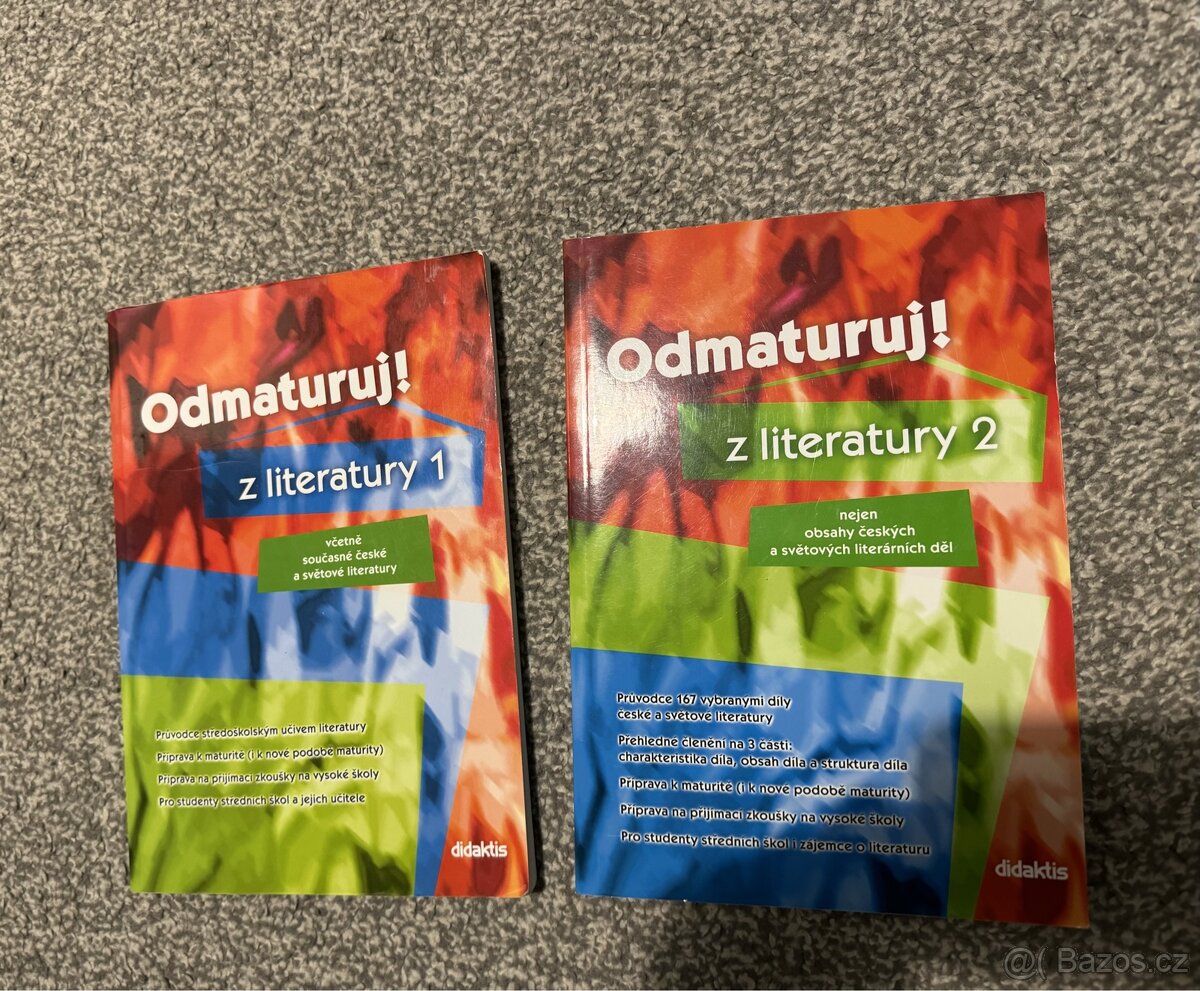 Odmaturuj!
z literatury 1
včetně
současné české
a světové literatury
Průvodce středoškolským učivem literatury
Příprava k maturitě (i k nové podobě maturity)
Příprava na přijímací zkoušky na vysoké školy
Pro studenty středních škol a jejich učitele
didaktis
Odmaturuj!
z literatury 2
nejen
obsahy českých
a světových literárních děl
Průvodce 167 vybranými díly
české a světové literatury
Přehledné členění na 3 části:
charakteristika díla, obsah díla a struktura díla
Příprava k maturitě (i k nové podobě maturity)
Příprava na přijímací zkoušky na vysoké školy
Pro studenty středních škol i zájemce o literaturu
didaktis
@( Bazos.cz